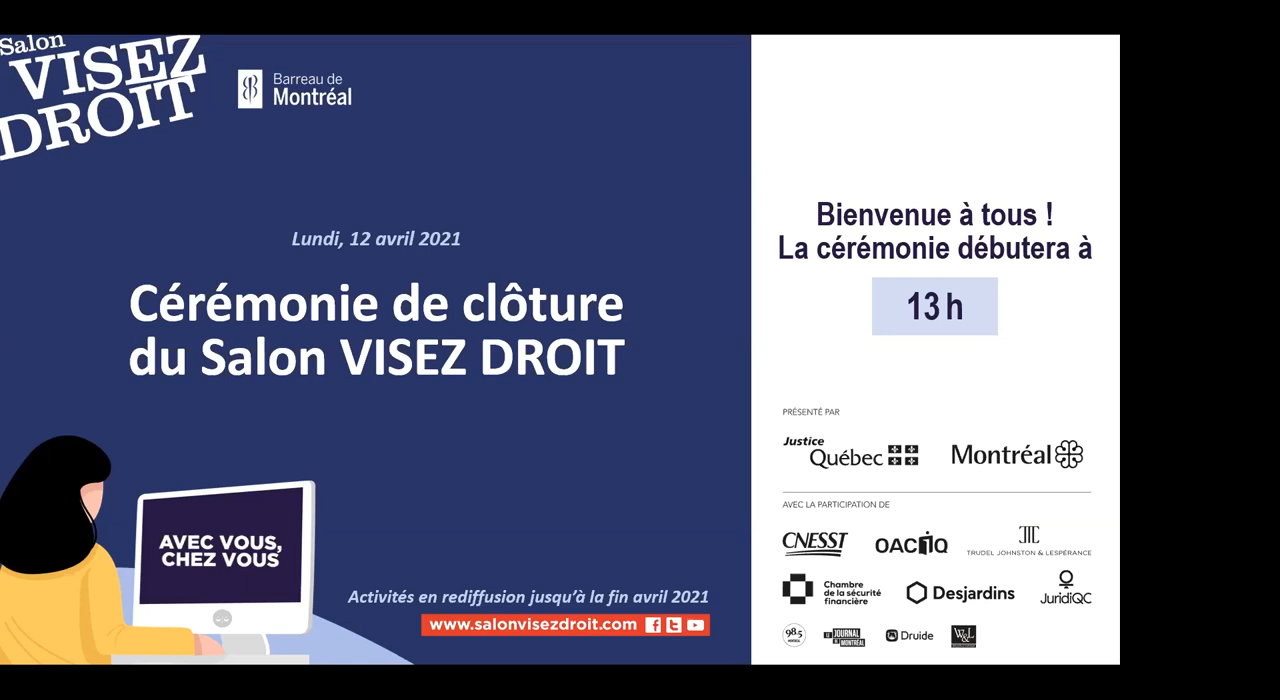 Salon
VISEZ
DROIT
Barreau de
Montréal
Lundi, 12 avril 2021
Cérémonie de clôture
du Salon VISEZ DROIT
AVEC VOUS,
CHEZ VOUS
Activités en rediffusion jusqu’à la fin avril 2021
www.salonvisezdroit.com
Bienvenue à tous !
La cérémonie débutera à
13 h
PRÉSENTÉ PAR
Justice
Québec
Montréal
AVEC LA PARTICIPATION DE
CNESST
OACIQ
TRUDEL JOHNSTON & LESPÉRANCE
Chambre
de la sécurité
financière
Desjardins
JuridiQC
98.5
LE JOURNAL
DE MONTRÉAL
Druide
W&L